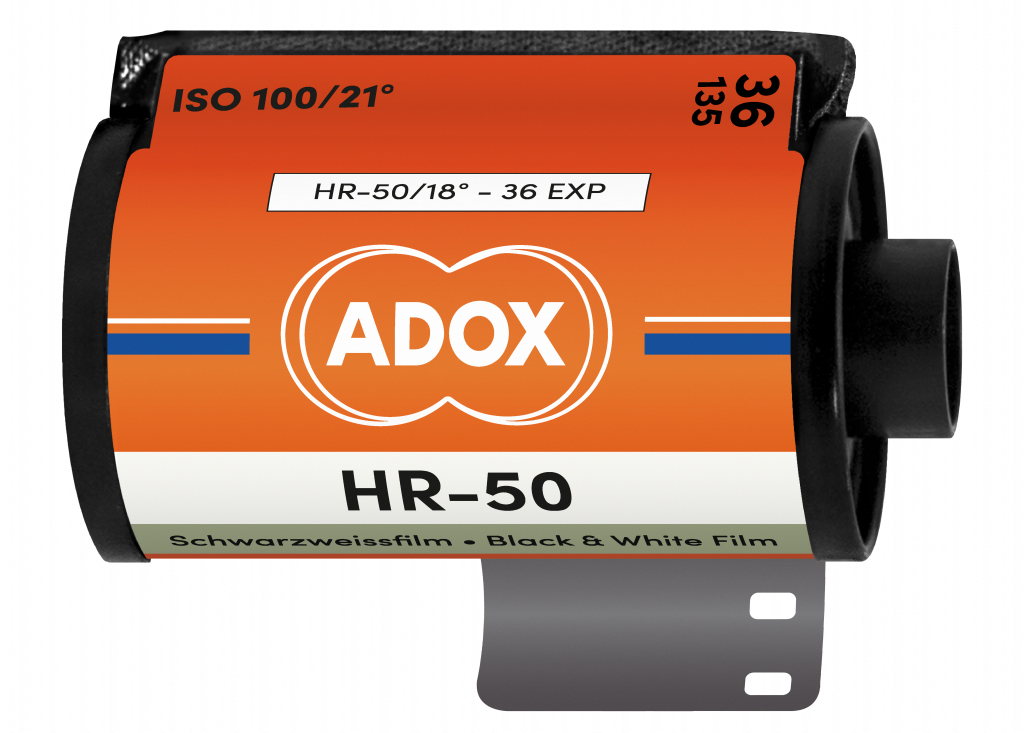 ISO 100/21°
36
135
HR-50/18° - 36 EXP
ADOX
HR-50
Schwarzweissfilm • Black & White Film